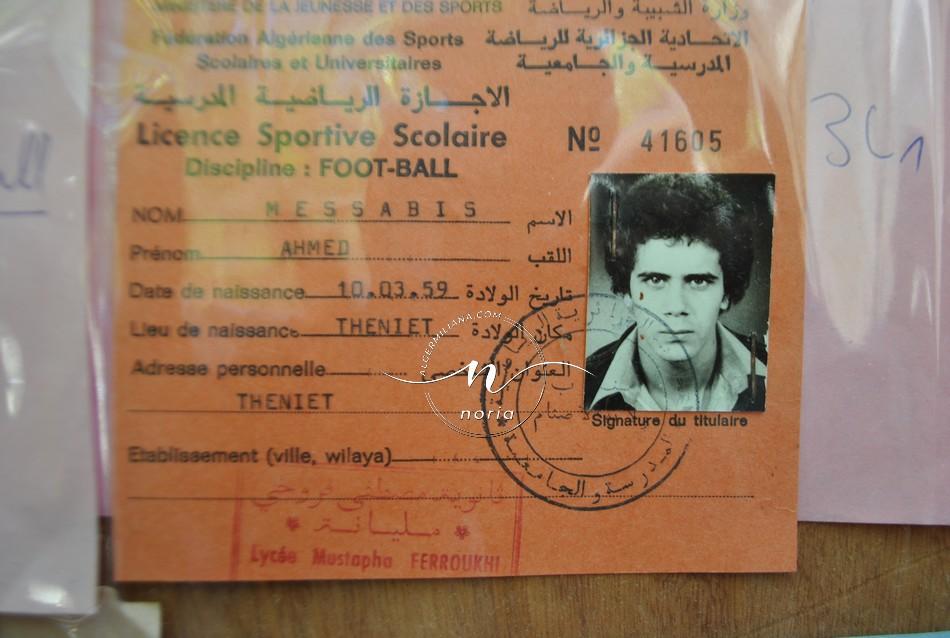 MINISTERE DE LA JEUNESSE ET DES SPORTS وزارة الشبيبة والرياضة
Fédération Algérienne des Sports الاتحادية الجزائرية للرياضة
Scolaires et Universitaires المدرسية والجامعية
الاجازة الرياضية المدرسية
Licence Sportive Scolaire Nº 41605
Discipline : FOOT-BALL
NOM MESSABIS الاسم
Prénom AHMED اللقب
Date de naissance 10.03.59 تاريخ الولادة
Lieu de naissance THENIET مكان الولادة
Adresse personnelle
THENIET
Signature du titulaire
Etablissement (ville, wilaya)
المدرسية والجامعية
ثانوية مصطفى فروخي
مليانة
Lycée Mustapha FERROUKHI
ALGERMILIANA.COM
n
noria